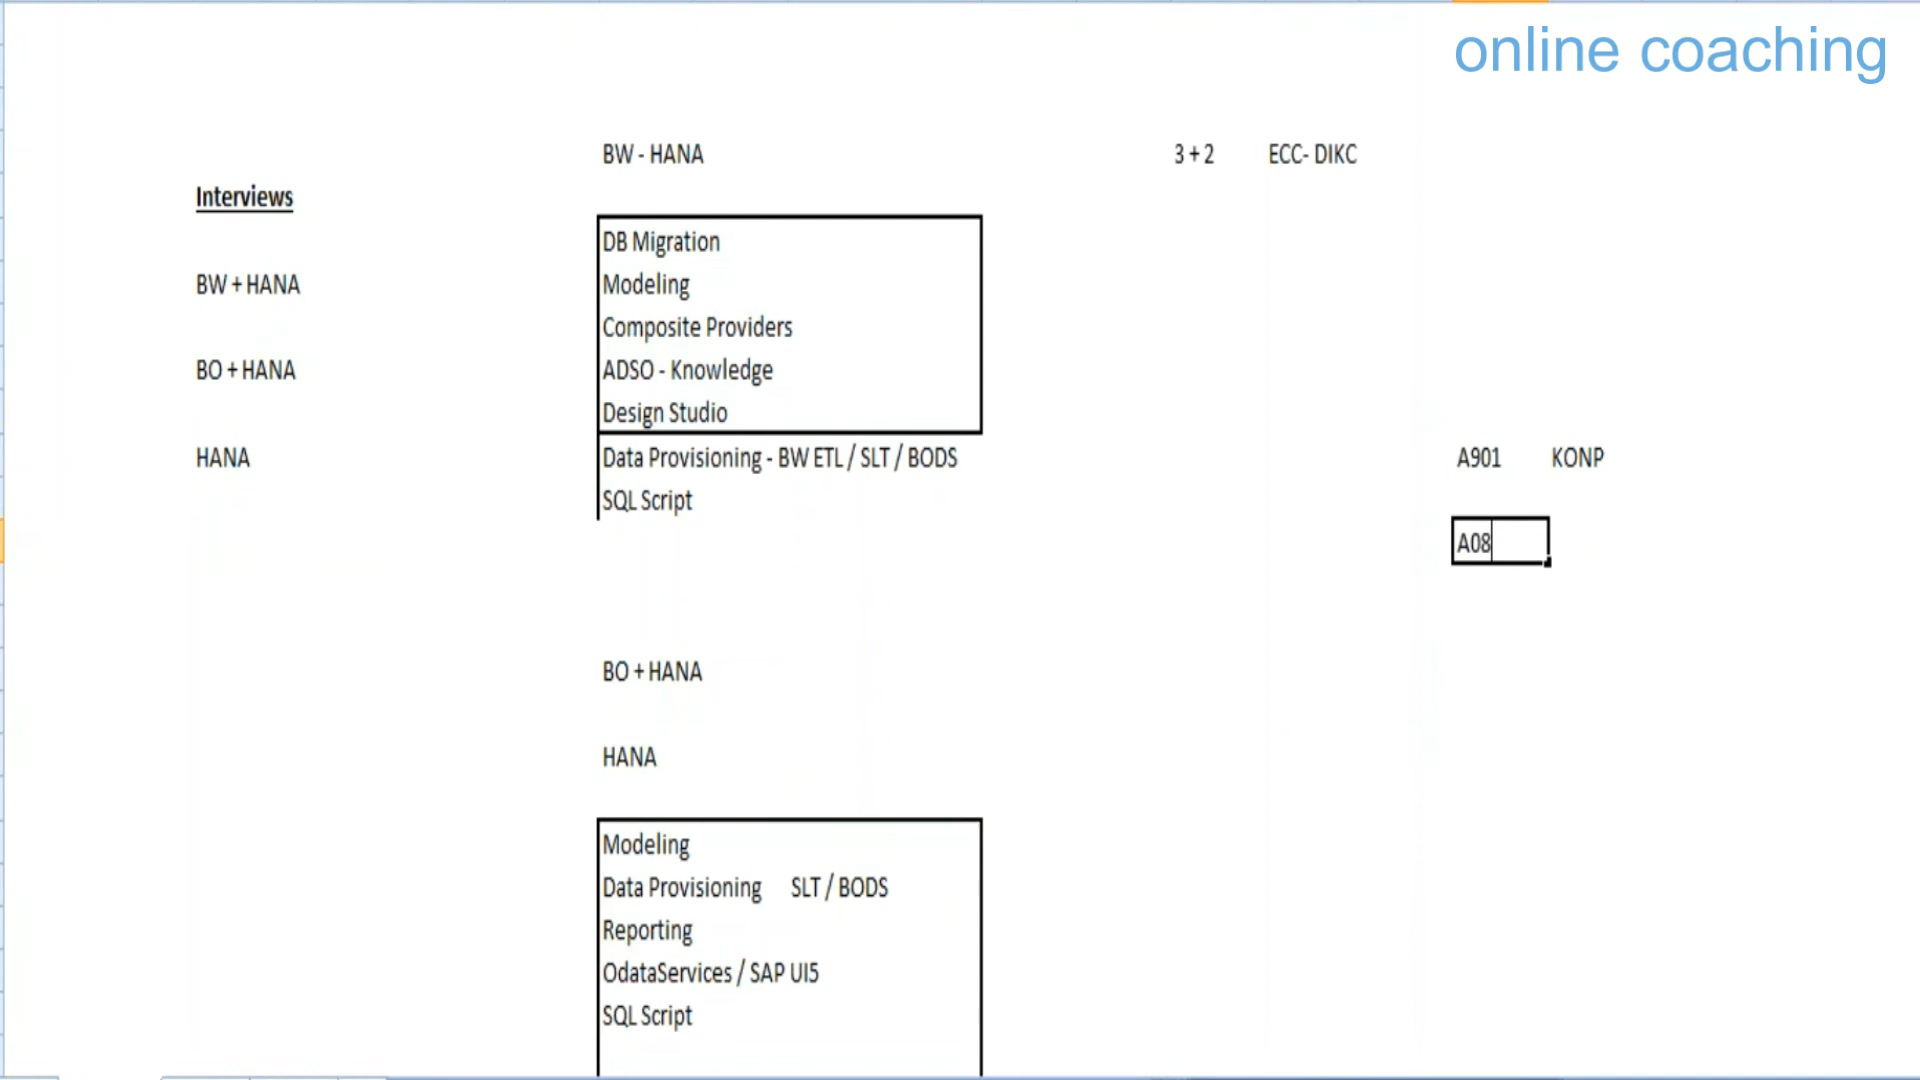 online coaching
BW - HANA 3 + 2 ECC- DIKC
Interviews
DB Migration
BW + HANA Modeling
Composite Providers
BO + HANA ADSO - Knowledge
Design Studio
HANA Data Provisioning - BW ETL / SLT / BODS A901 KONP
SQL Script
A08
BO + HANA
HANA
Modeling
Data Provisioning SLT / BODS
Reporting
OdataServices / SAP UI5
SQL Script